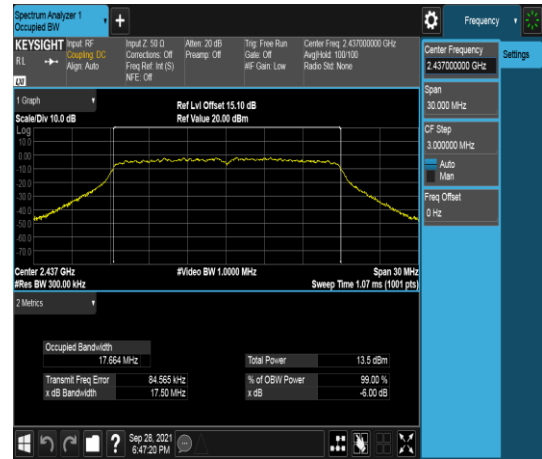 Spectrum Analyzer 1
Occupied BW
+
Frequency
KEYSIGHT
Input: RF
Coupling: DC
Align: Auto
RL
LXI
Input Z: 50 Ω
Corrections: Off
Freq Ref: Int (S)
NFE: Off
Atten: 20 dB
Preamp: Off
Trig: Free Run
Gate: Off
#IF Gain: Low
Center Freq: 2.437000000 GHz
Avg|Hold: 100/100
Radio Std: None
Center Frequency
2.437000000 GHz
Settings
Span
30.000 MHz
CF Step
3.000000 MHz
Auto
Man
Freq Offset
0 Hz
1 Graph
Scale/Div 10.0 dB
Ref Lvl Offset 15.10 dB
Ref Value 20.00 dBm
Log
10.0
0.00
-10.0
-20.0
-30.0
-40.0
-50.0
-60.0
-70.0
Center 2.437 GHz
#Res BW 300.00 kHz
#Video BW 1.0000 MHz
Span 30 MHz
Sweep Time 1.07 ms (1001 pts)
2 Metrics
Occupied Bandwidth
17.664 MHz
Total Power 13.5 dBm
Transmit Freq Error 84.565 kHz
% of OBW Power 99.00 %
x dB Bandwidth 17.50 MHz
x dB -6.00 dB
?
Sep 28, 2021
6:47:20 PM